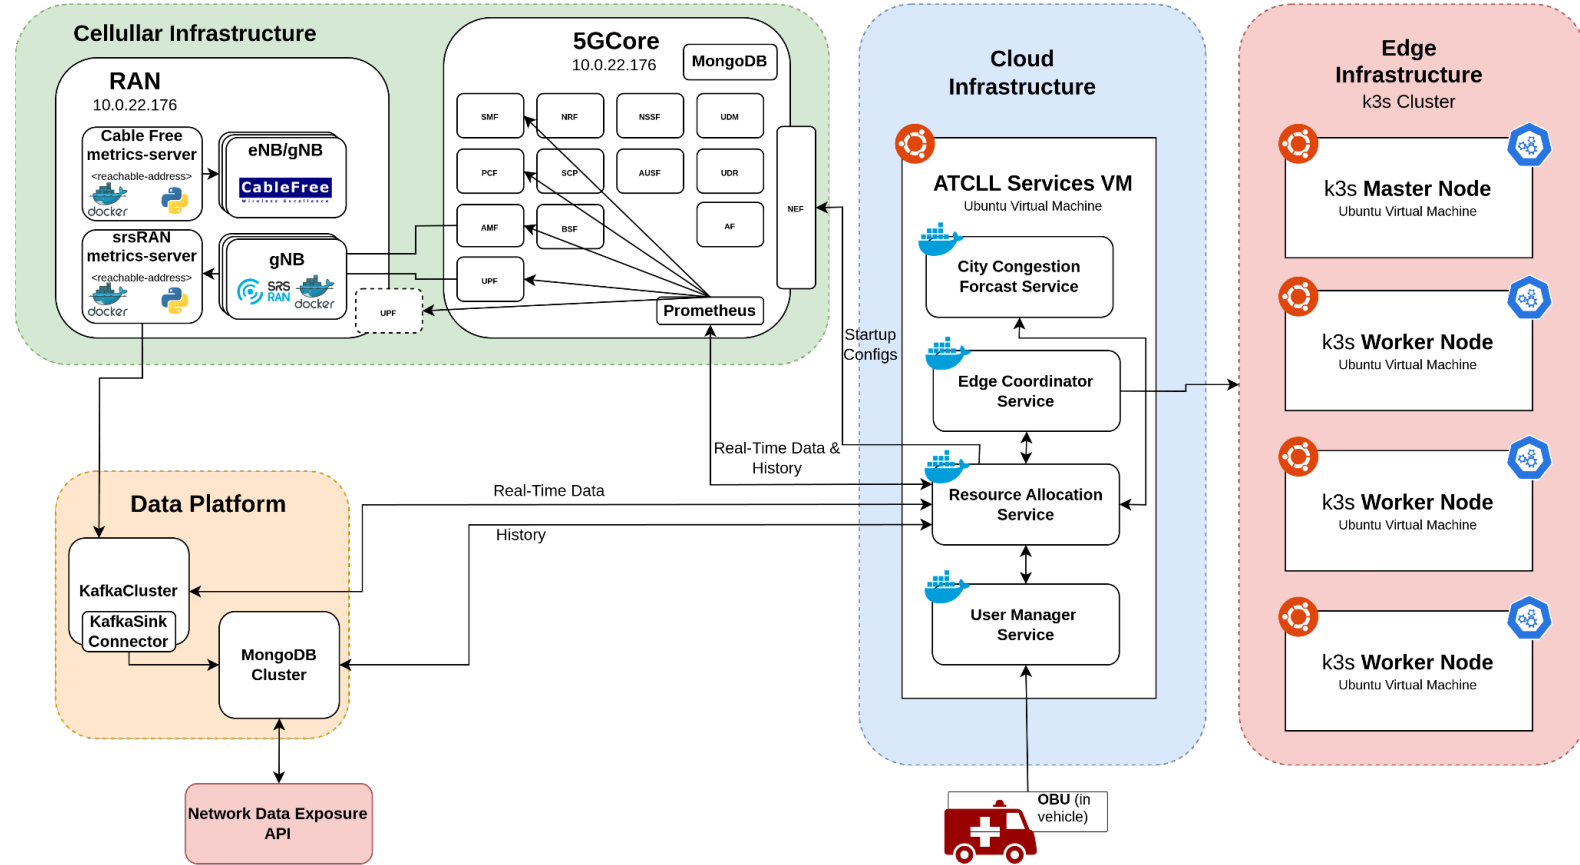 Cellullar Infrastructure
RAN
10.0.22.176
Cable Free
metrics-server
<reachable-address>
docker
eNB/gNB
CableFree
Wireless Excellence
srsRAN
metrics-server
<reachable-address>
docker
gNB
SRS
RAN
docker
UPF
5GCore
10.0.22.176
MongoDB
SMF
NRF
NSSF
UDM
PCF
SCP
AUSF
UDR
AMF
BSF
AF
UPF
NEF
Prometheus
Startup
Configs
Real-Time Data &
History
Real-Time Data
History
Data Platform
KafkaCluster
KafkaSink
Connector
MongoDB
Cluster
Network Data Exposure
API
Cloud
Infrastructure
ATCLL Services VM
Ubuntu Virtual Machine
City Congestion
Forcast Service
Edge Coordinator
Service
Resource Allocation
Service
User Manager
Service
OBU (in
vehicle)
Edge
Infrastructure
k3s Cluster
k3s Master Node
Ubuntu Virtual Machine
k3s Worker Node
Ubuntu Virtual Machine
k3s Worker Node
Ubuntu Virtual Machine
k3s Worker Node
Ubuntu Virtual Machine